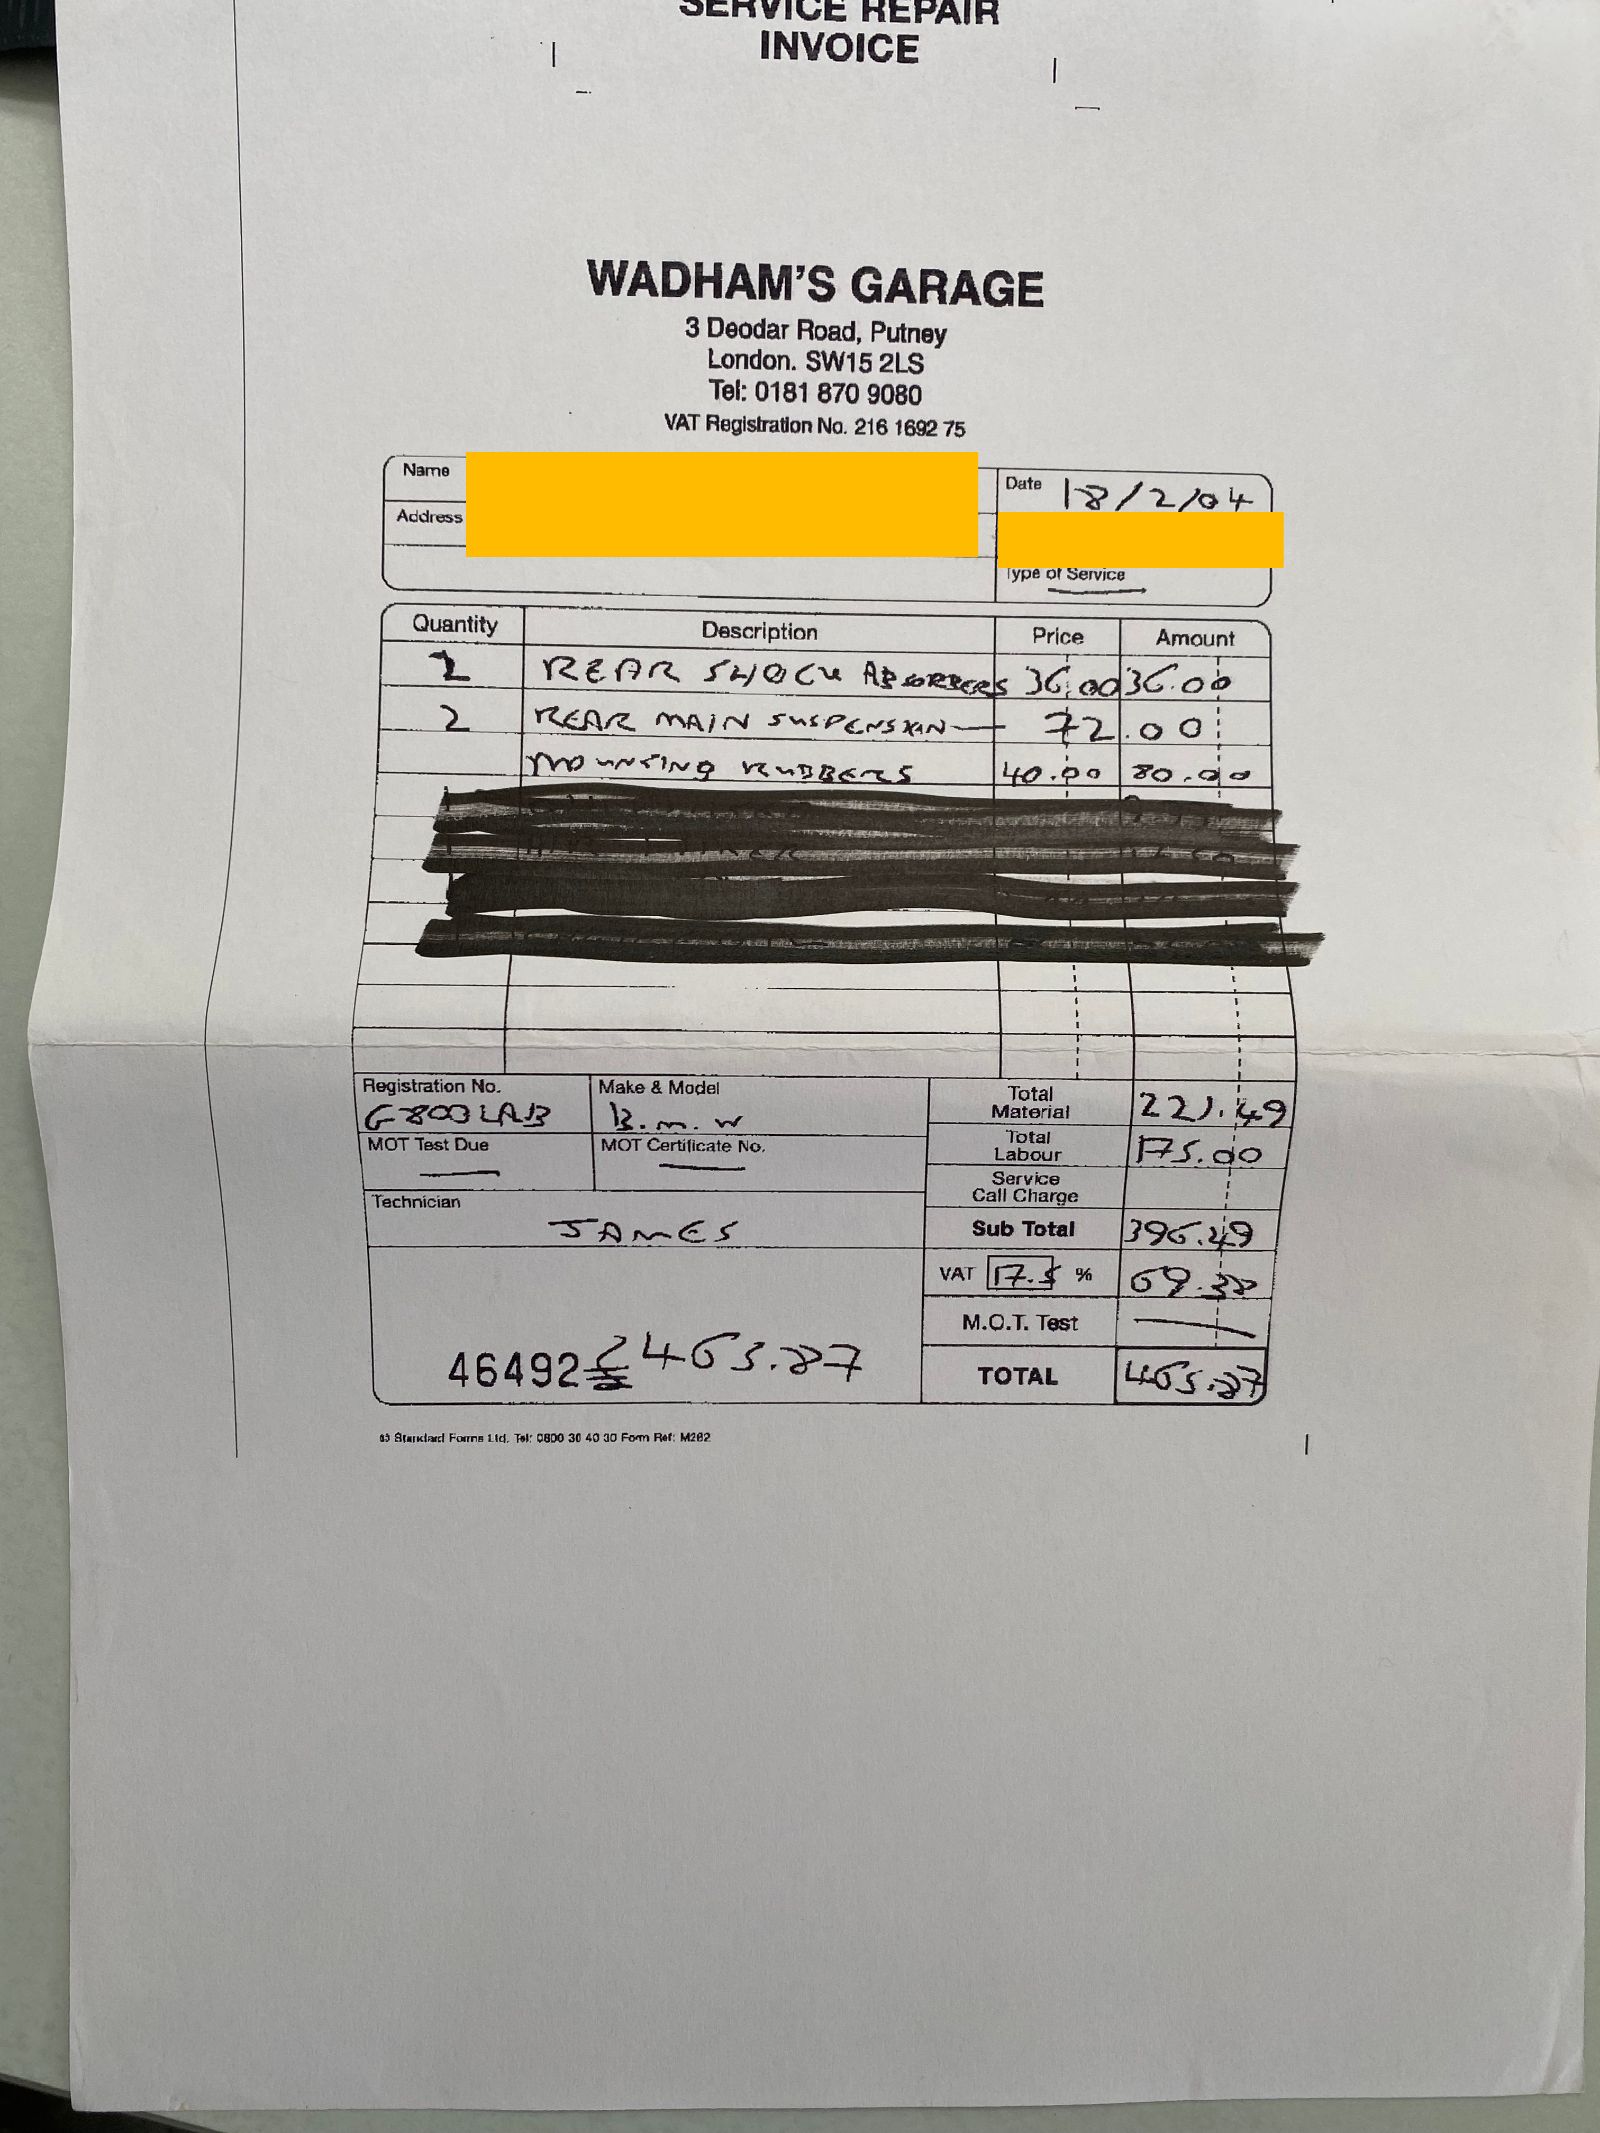 SERVICE REPAIR
INVOICE
WADHAM'S GARAGE
3 Deodar Road, Putney
London. SW15 2LS
Tel: 0181 870 9080
VAT Registration No. 216 1692 75
Name
Date 18/2/04
Address
Type of Service
Quantity Description Price Amount
2 REAR SHOCK ABSORBERS 36.00 36.00
2 REAR MAIN SUSPENSION 72.00
MOUNTING RUBBERS 40.00 80.00
Registration No. Make & Model Total Material 221.49
G800LAB B.M.W
MOT Test Due MOT Certificate No. Total Labour 175.00
Service Call Charge
Technician
JAMES Sub Total 396.49
VAT 17.5 % 69.38
M.O.T. Test
46492 £465.87 TOTAL 465.87
Standard Forms Ltd. Tel: 0800 30 40 30 Form Ref: M262